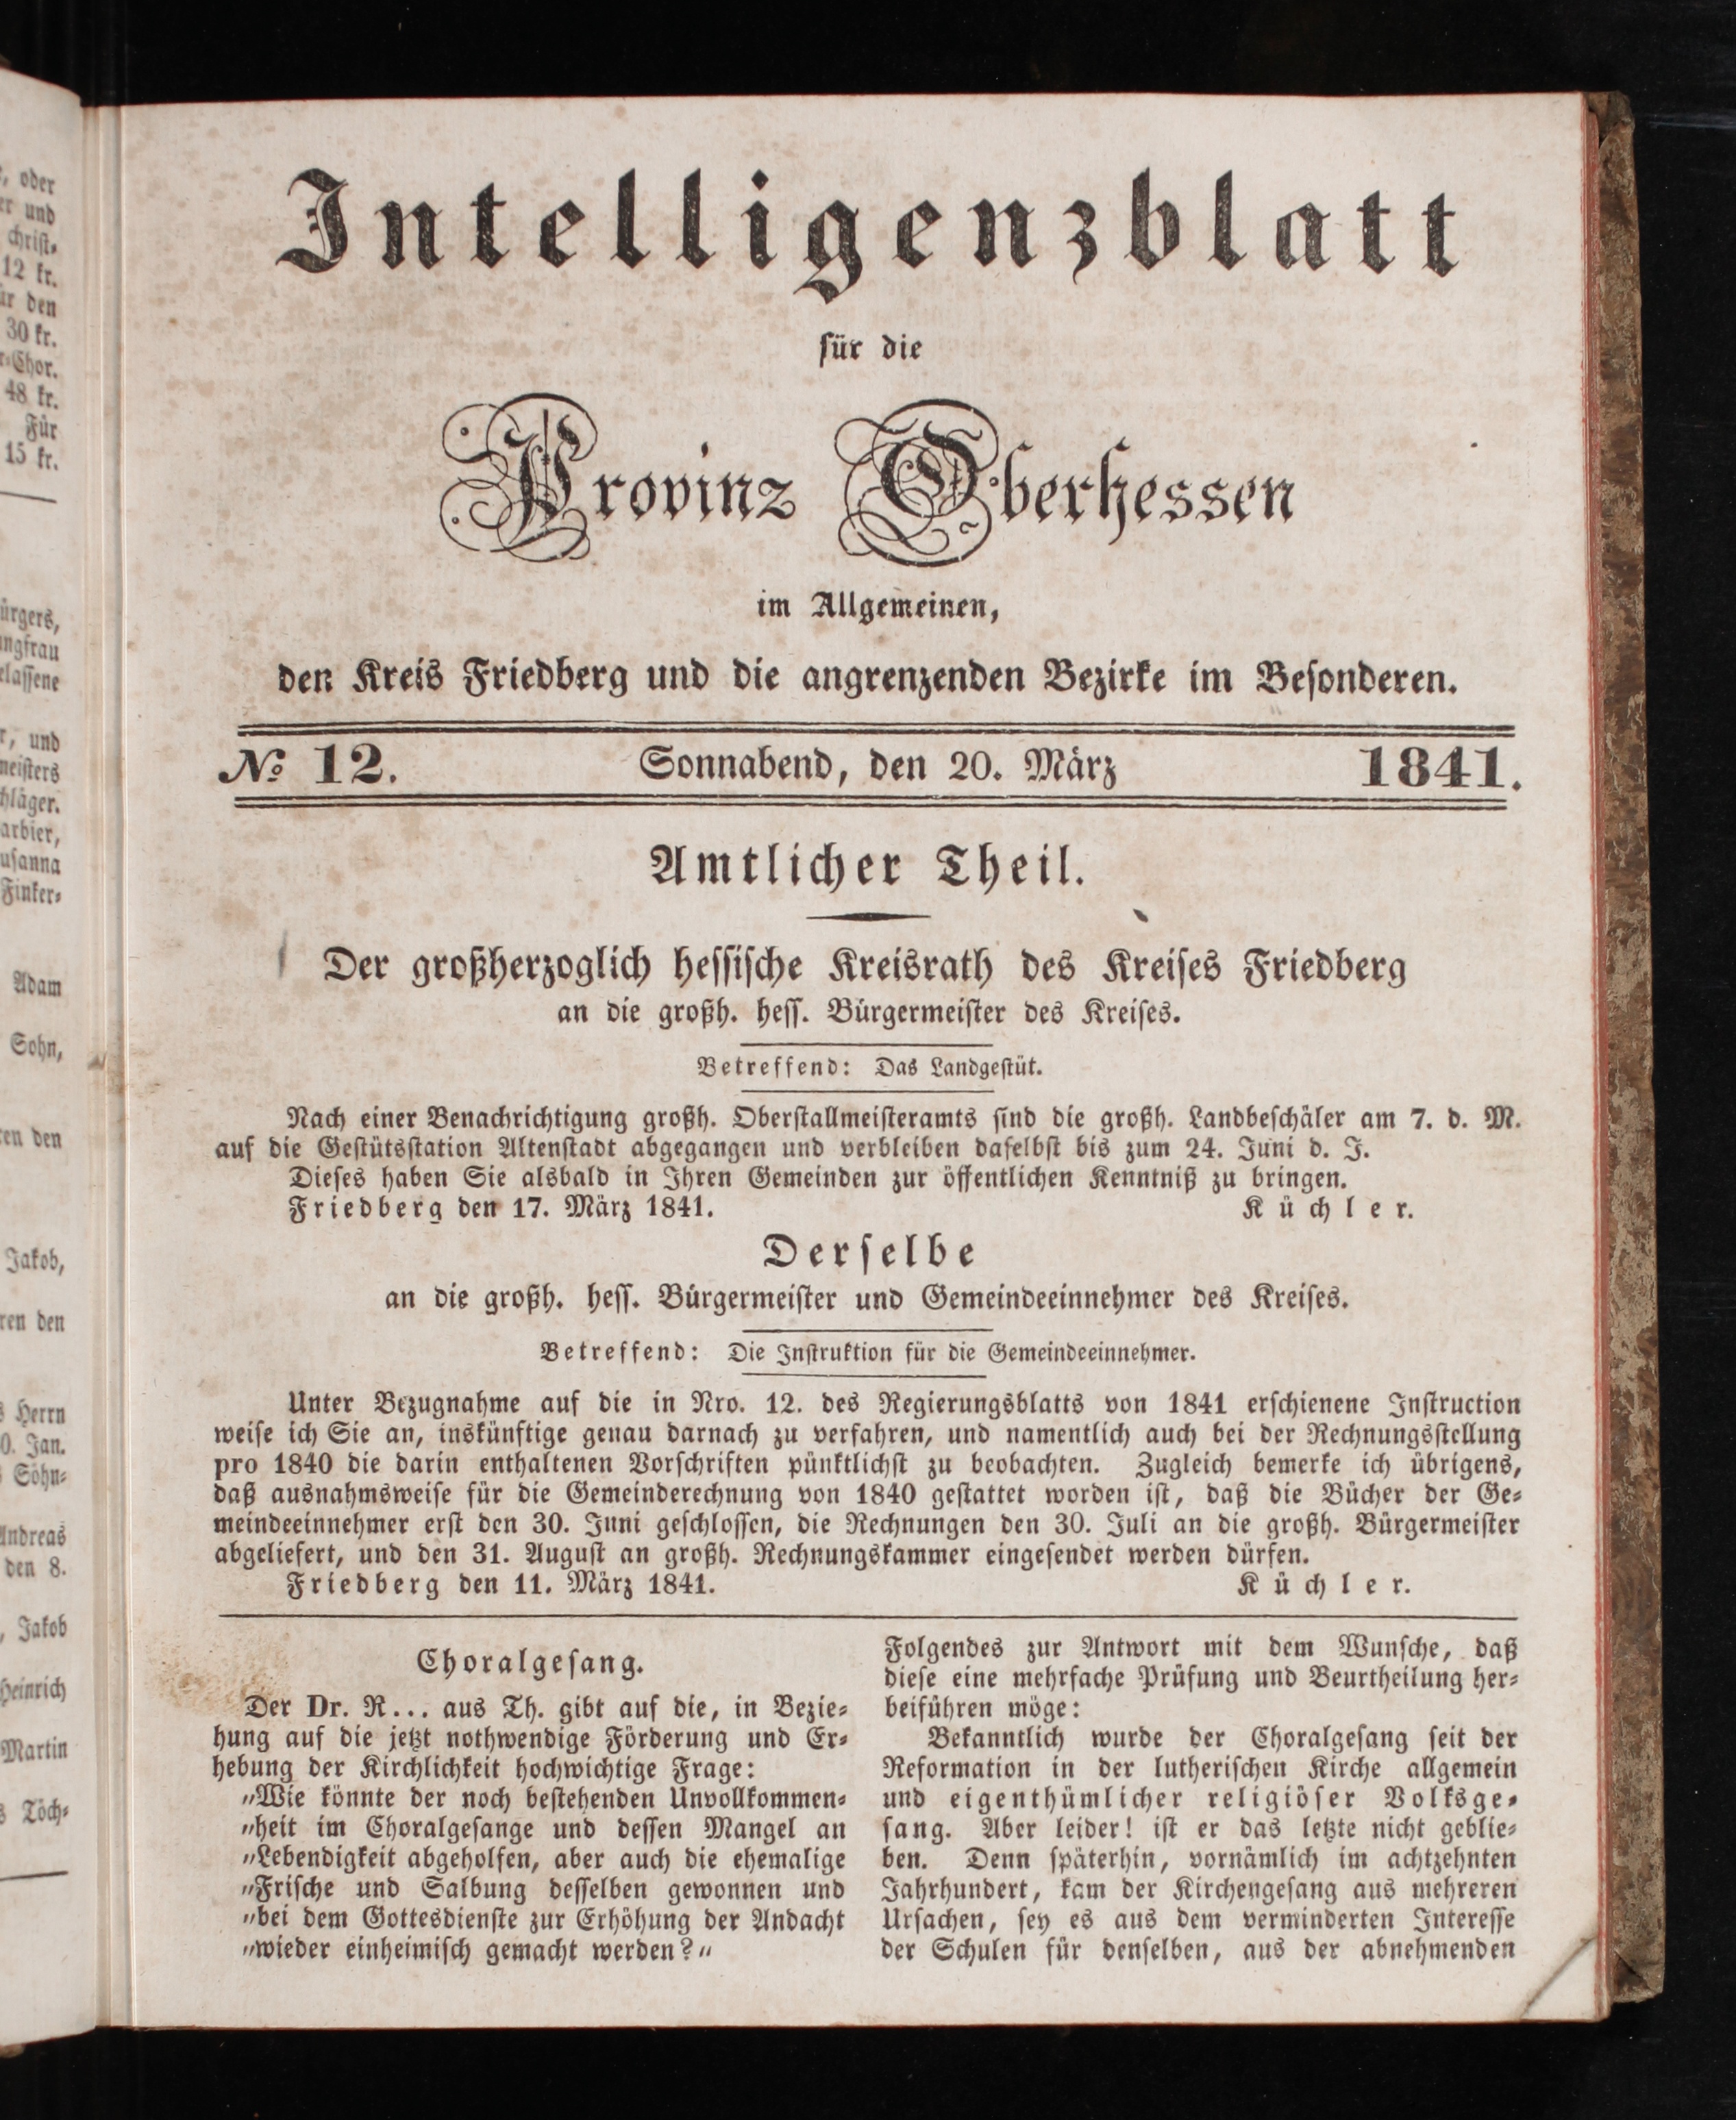 Intelligenzblatt
für die
Provinz Oberhessen
im Allgemeinen,
den Kreis Friedberg und die angrenzenden Bezirke im Besonderen.
№ 12. Sonnabend, den 20. März 1841.
Amtlicher Theil.
Der großherzoglich hessische Kreisrath des Kreises Friedberg
an die großh. hess. Bürgermeister des Kreises.
Betreffend: Das Landgestüt.
Nach einer Benachrichtigung großh. Oberstallmeisteramts sind die großh. Landbeschäler am 7. d. M.
auf die Gestütsstation Altenstadt abgegangen und verbleiben daselbst bis zum 24. Juni d. J.
Dieses haben Sie alsbald in Ihren Gemeinden zur öffentlichen Kenntniß zu bringen.
Friedberg den 17. März 1841. Küchler.
Derselbe
an die großh. hess. Bürgermeister und Gemeindeeinnehmer des Kreises.
Betreffend: Die Instruktion für die Gemeindeeinnehmer.
Unter Bezugnahme auf die in Nro. 12. des Regierungsblatts von 1841 erschienene Instruction
weise ich Sie an, inskünftige genau darnach zu verfahren, und namentlich auch bei der Rechnungsstellung
pro 1840 die darin enthaltenen Vorschriften pünktlichst zu beobachten. Zugleich bemerke ich übrigens,
daß ausnahmsweise für die Gemeinderechnung von 1840 gestattet worden ist, daß die Bücher der Ge-
meindeeinnehmer erst den 30. Juni geschlossen, die Rechnungen den 30. Juli an die großh. Bürgermeister
abgeliefert, und den 31. August an großh. Rechnungskammer eingesendet werden dürfen.
Friedberg den 11. März 1841. Küchler.
Choralgesang.
Der Dr. R... aus Th. gibt auf die, in Bezie-
hung auf die jetzt nothwendige Förderung und Er-
hebung der Kirchlichkeit hochwichtige Frage:
„Wie könnte der noch bestehenden Unvollkommen-
„heit im Choralgesange und dessen Mangel an
„Lebendigkeit abgeholfen, aber auch die ehemalige
„Frische und Salbung desselben gewonnen und
„bei dem Gottesdienste zur Erhöhung der Andacht
„wieder einheimisch gemacht werden?„
Folgendes zur Antwort mit dem Wunsche, daß
diese eine mehrfache Prüfung und Beurtheilung her-
beiführen möge:
Bekanntlich wurde der Choralgesang seit der
Reformation in der lutherischen Kirche allgemein
und eigenthümlicher religiöser Volksge-
sang. Aber leider! ist er das letzte nicht geblie-
ben. Denn späterhin, vornämlich im achtzehnten
Jahrhundert, kam der Kirchengesang aus mehreren
Ursachen, sey es aus dem verminderten Interesse
der Schulen für denselben, aus der abnehmenden